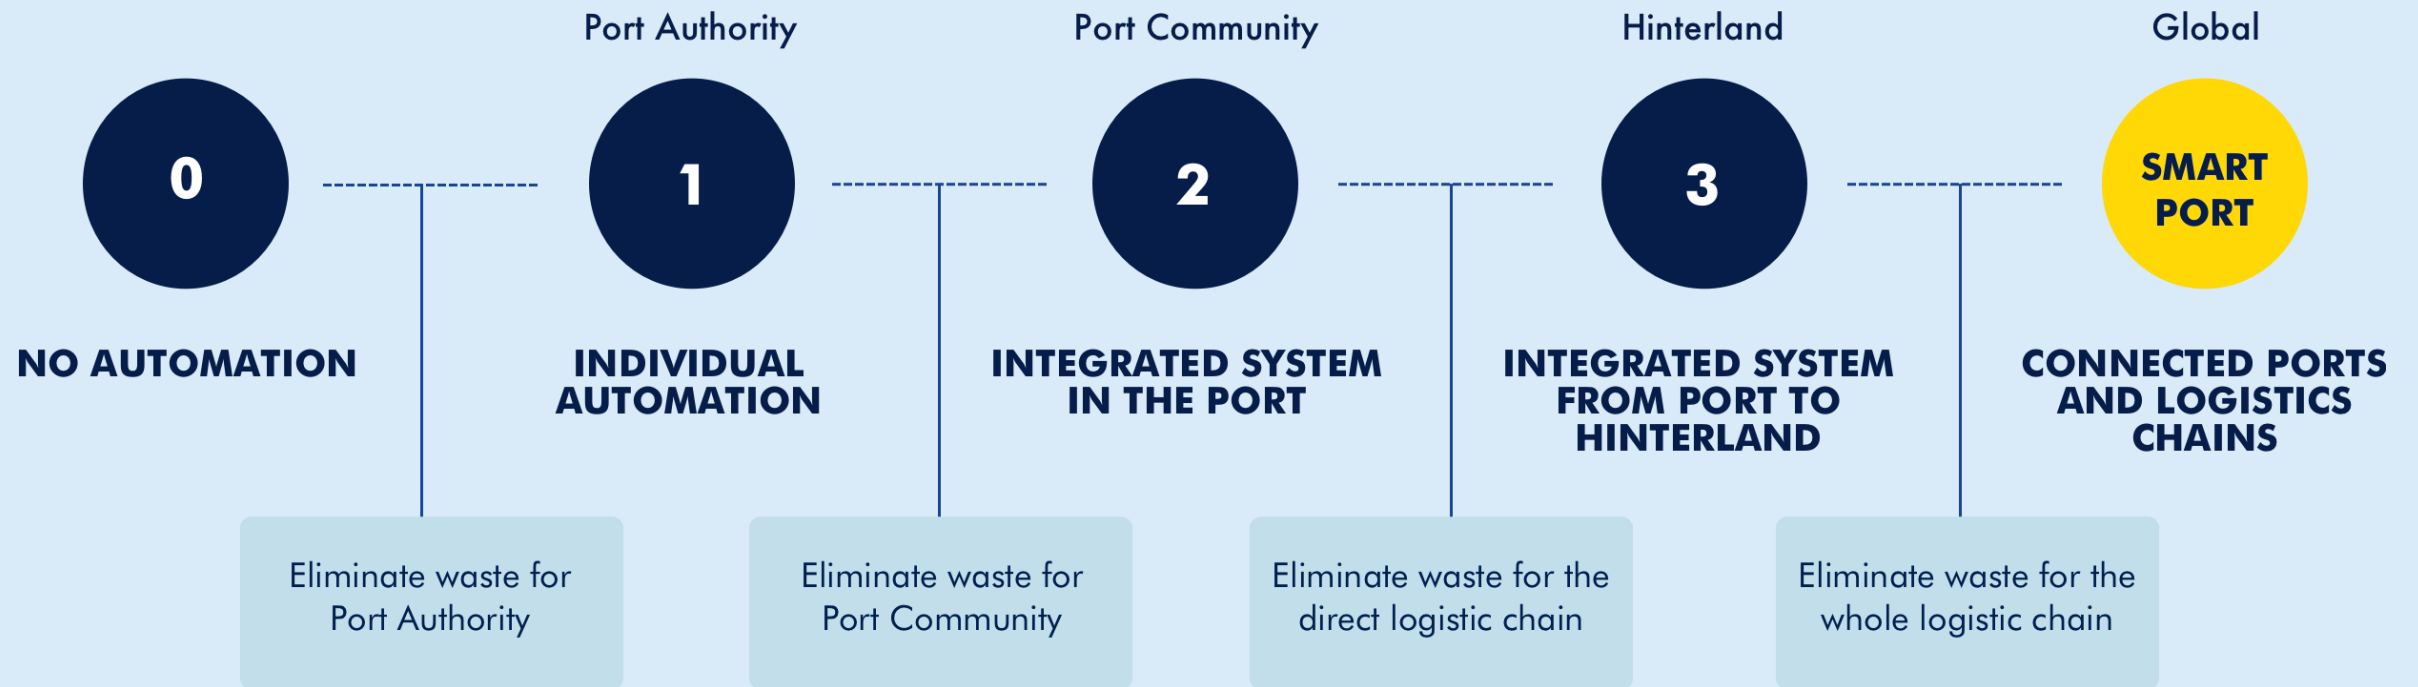 Port Authority
Port Community
Hinterland
Global
0
1
2
3
SMART
PORT
NO AUTOMATION
INDIVIDUAL
AUTOMATION
INTEGRATED SYSTEM
IN THE PORT
INTEGRATED SYSTEM
FROM PORT TO
HINTERLAND
CONNECTED PORTS
AND LOGISTICS
CHAINS
Eliminate waste for
Port Authority
Eliminate waste for
Port Community
Eliminate waste for the
direct logistic chain
Eliminate waste for the
whole logistic chain